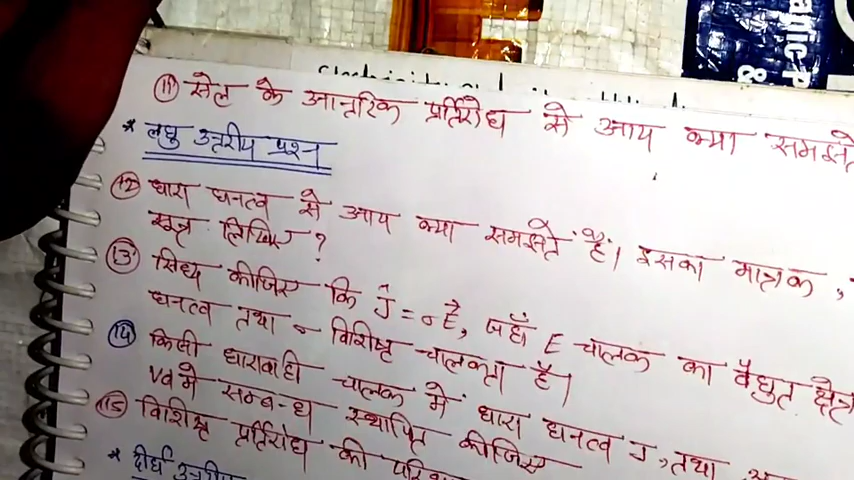 ⑪ सेल के आन्तरिक प्रतिरोध से आप क्या समझते
* लघु उत्तरीय प्रश्न
⑫ धारा घनत्व से आप क्या समझते हैं। इसका मात्रक,
सूत्र लिखिए?
⑬ सिध्द कीजिए कि J = σE, जहाँ E चालक का वैधुत क्षेत्र
घनत्व तथा σ विशिष्ट चालकता है।
⑭ किसी धारावाही चालक में धारा घनत्व J, तथा
Vd में सम्बन्ध स्थापित कीजिए
⑮ विशिष्ट प्रतिरोध की
* दीर्घ उत्तरीय